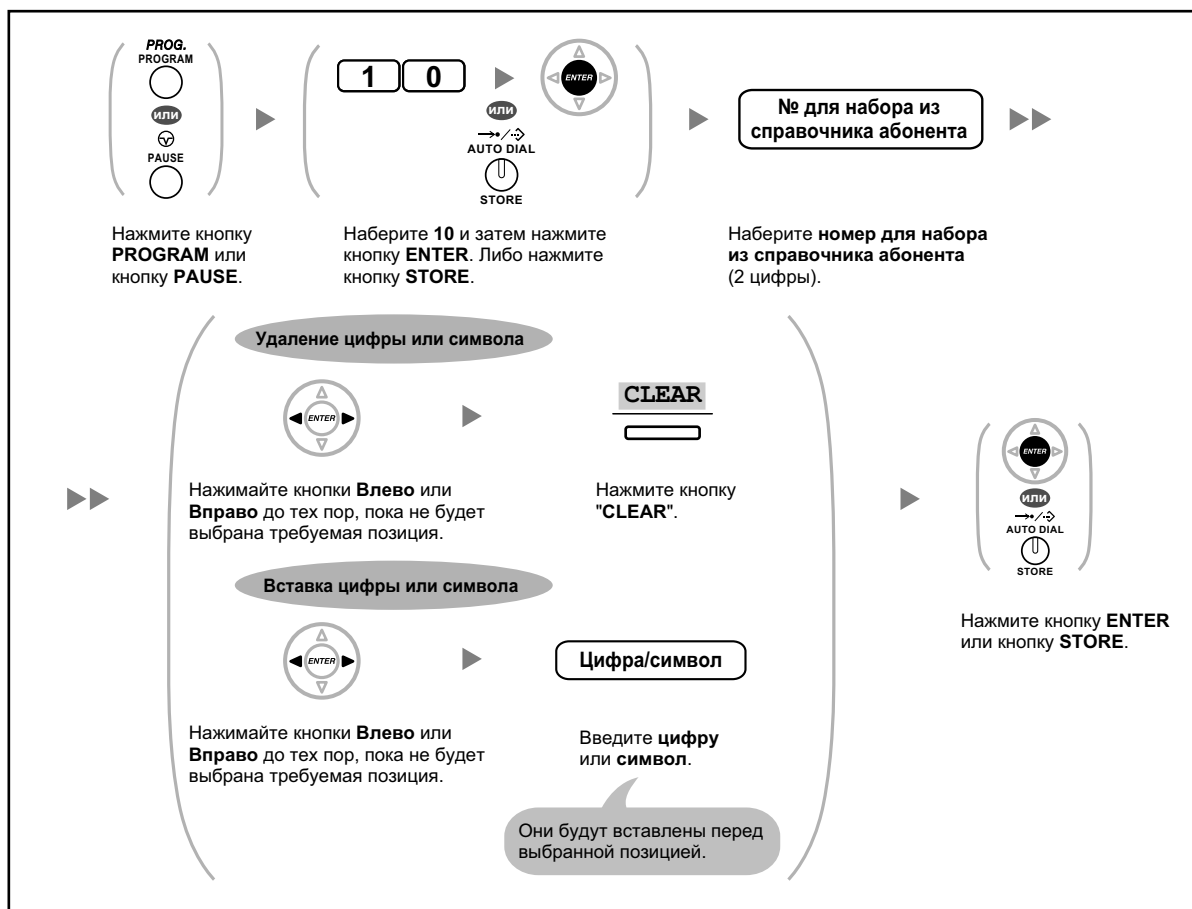 PROG.
PROGRAM
или
PAUSE
Нажмите кнопку
PROGRAM или
кнопку PAUSE.
1 0
ENTER
или
AUTO DIAL
STORE
Наберите 10 и затем нажмите
кнопку ENTER. Либо нажмите
кнопку STORE.
№ для набора из
справочника абонента
Наберите номер для набора
из справочника абонента
(2 цифры).
Удаление цифры или символа
ENTER
CLEAR
Нажимайте кнопки Влево или
Вправо до тех пор, пока не будет
выбрана требуемая позиция.
Нажмите кнопку
"CLEAR".
Вставка цифры или символа
ENTER
Цифра/символ
Нажимайте кнопки Влево или
Вправо до тех пор, пока не будет
выбрана требуемая позиция.
Введите цифру
или символ.
Они будут вставлены перед
выбранной позицией.
ENTER
или
AUTO DIAL
STORE
Нажмите кнопку ENTER
или кнопку STORE.